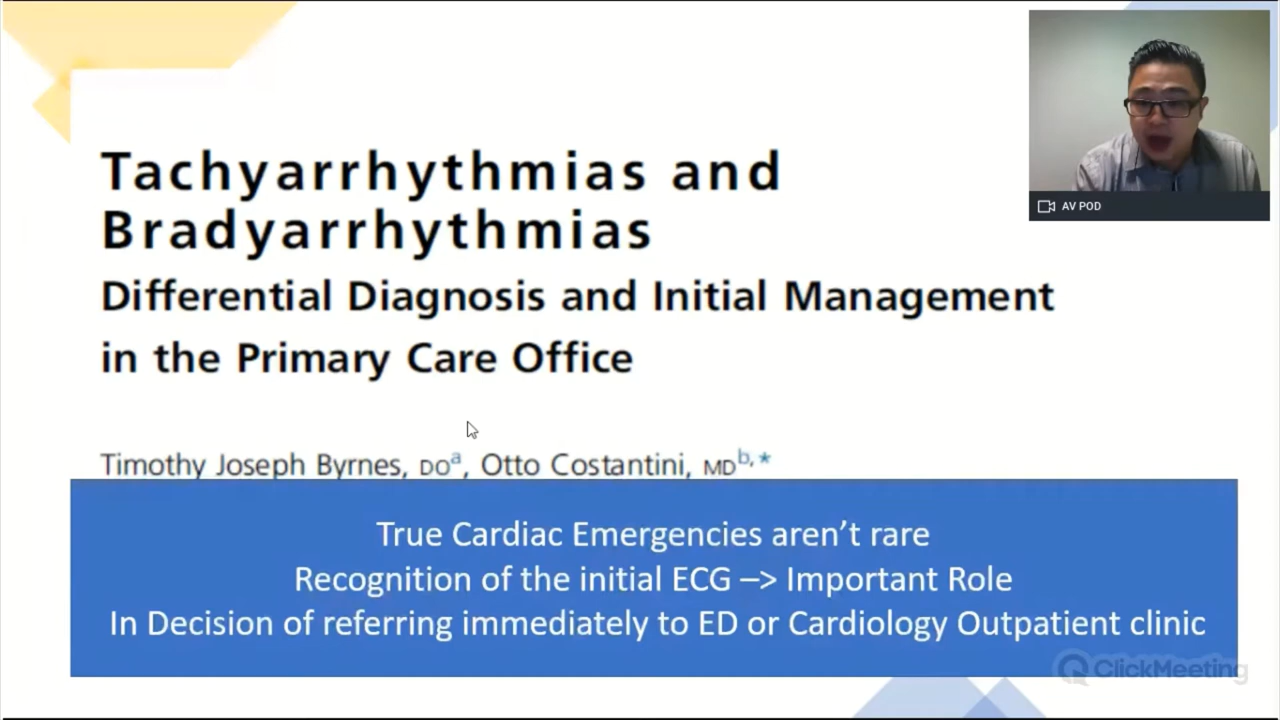 Tachyarrhythmias and
Bradyarrhythmias
Differential Diagnosis and Initial Management
in the Primary Care Office
Timothy Joseph Byrnes, DOa, Otto Costantini, MDb,*
True Cardiac Emergencies aren’t rare
Recognition of the initial ECG –> Important Role
In Decision of referring immediately to ED or Cardiology Outpatient clinic
AV POD
ClickMeeting